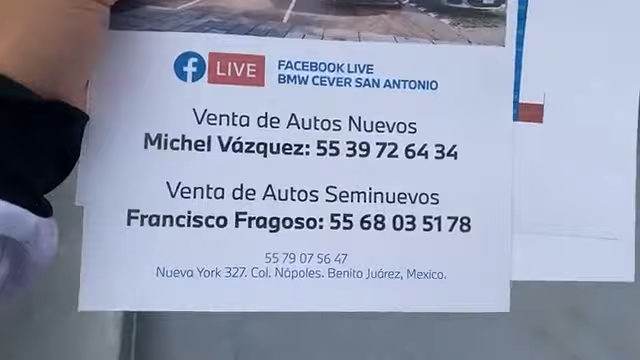 LIVE
FACEBOOK LIVE
BMW CEVER SAN ANTONIO
Venta de Autos Nuevos
Michel Vázquez: 55 39 72 64 34
Venta de Autos Seminuevos
Francisco Fragoso: 55 68 03 51 78
55 79 07 56 47
Nueva York 327. Col. Nápoles. Benito Juárez, Mexico.